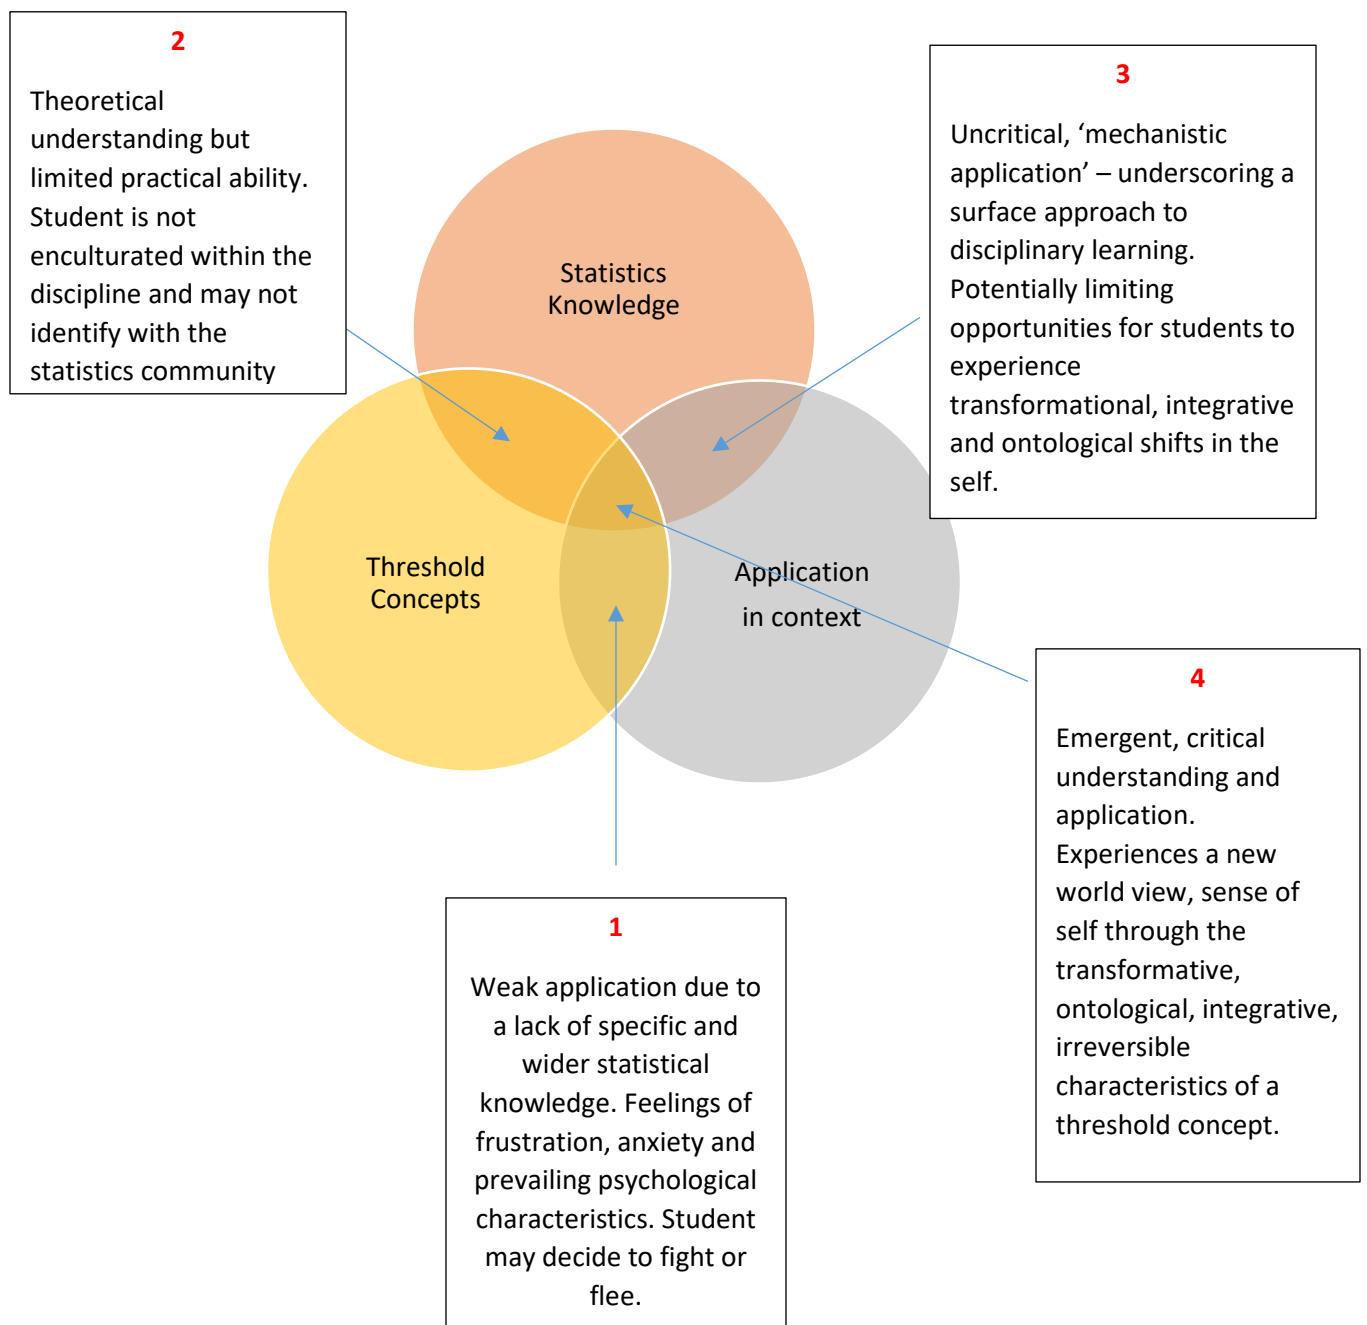 2
Theoretical
understanding but
limited practical ability.
Student is not
enculturated within the
discipline and may not
identify with the
statistics community
3
Uncritical, ‘mechanistic
application’ – underscoring a
surface approach to
disciplinary learning.
Potentially limiting
opportunities for students to
experience
transformational, integrative
and ontological shifts in the
self.
Statistics
Knowledge
Threshold
Concepts
Application
in context
4
Emergent, critical
understanding and
application.
Experiences a new
world view, sense of
self through the
transformative,
ontological, integrative,
irreversible
characteristics of a
threshold concept.
1
Weak application due to
a lack of specific and
wider statistical
knowledge. Feelings of
frustration, anxiety and
prevailing psychological
characteristics. Student
may decide to fight or
flee.